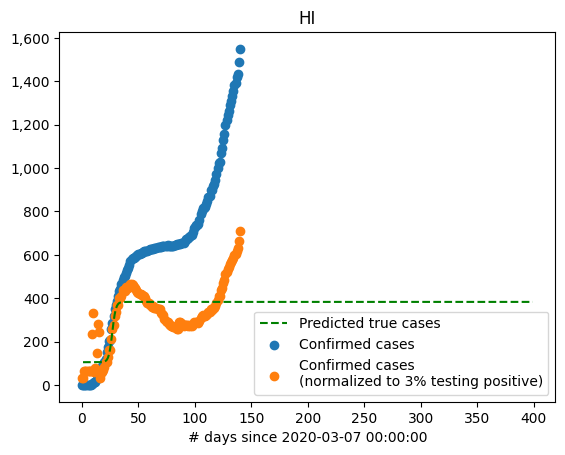 HI
1,600
1,400
1,200
1,000
800
600
400
200
0
0 50 100 150 200 250 300 350 400
# days since 2020-03-07 00:00:00
Predicted true cases
Confirmed cases
Confirmed cases
(normalized to 3% testing positive)